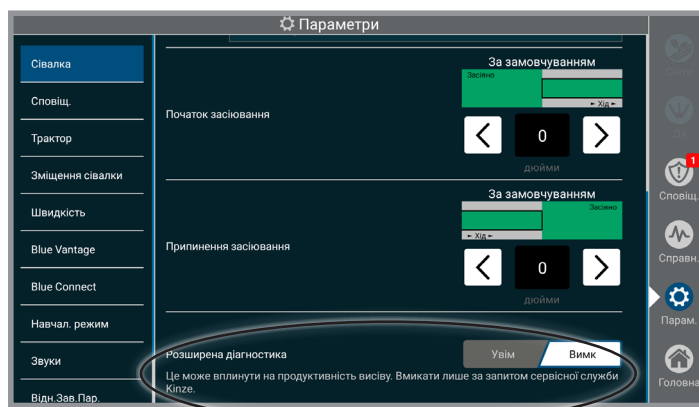 Параметри
Сівалка
Сповіщ.
Трактор
Зміщення сівалки
Швидкість
Blue Vantage
Blue Connect
Навчал. режим
Звуки
Відн.Зав.Пар.
За замовчуванням
Засіяно
← Хід ←
Початок засіювання
0
дюйми
За замовчуванням
Засіяно
← Хід ←
Припинення засіювання
0
дюйми
Розширена діагностика
Увім
Вимк
Це може вплинути на продуктивність висіву. Вмикати лише за запитом сервісної служби
Kinze.
1
Сповіщ.
Справн.
Парам.
Головна